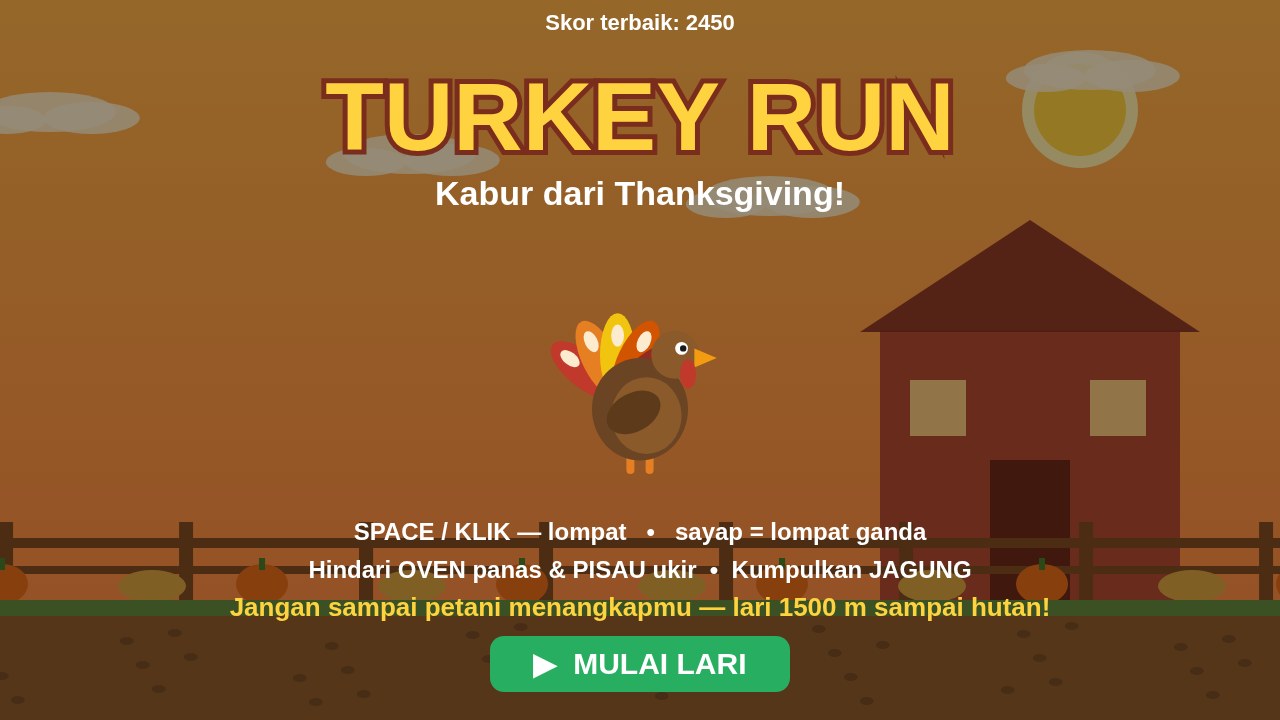 Skor terbaik: 2450
TURKEY RUN
Kabur dari Thanksgiving!
SPACE / KLIK — lompat • sayap = lompat ganda
Hindari OVEN panas & PISAU ukir • Kumpulkan JAGUNG
Jangan sampai petani menangkapmu — lari 1500 m sampai hutan!
▶ MULAI LARI